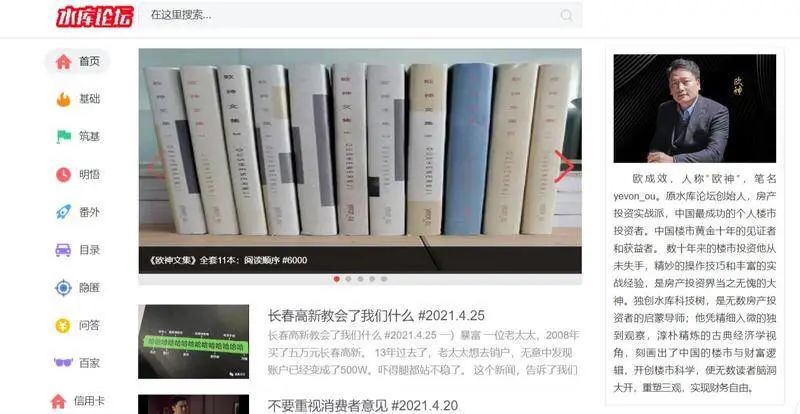 水库论坛
在这里搜索...
首页
基础
筑基
明悟
番外
目录
隐匿
问答
百家
信用卡
欧神文集
《欧神文集》全套11本：阅读顺序 #6000
长春高新教会了我们什么 #2021.4.25
长春高新教会了我们什么 #2021.4.25 一）暴富 一位老太太，2008年
买了五万元长春高新。 13年过去了，老太太想去销户，无意中发现
账户已经变成了500W。吓得腿都站不稳了。 这个新闻，告诉了我们
哈哈哈哈哈哈哈哈哈哈
不要重视消费者意见 #2021.4.20
欧神
欧成效，人称"欧神"，笔名
yevon_ou。原水库论坛创始人，房产
投资实战派，中国最成功的个人楼市
投资者。中国楼市黄金十年的见证者
和获益者。 数十年来的楼市投资他从
未失手，精妙的操作技巧和丰富的实
战经验，是房产投资界当之无愧的大
神。独创水库科技树，是无数房产投
资者的启蒙导师；他凭精细入微的独
到观察，淳朴精炼的古典经济学视
角，刻画出了中国的楼市与财富逻
辑，开创楼市科学，使无数读者脑洞
大开，重塑三观，实现财务自由。